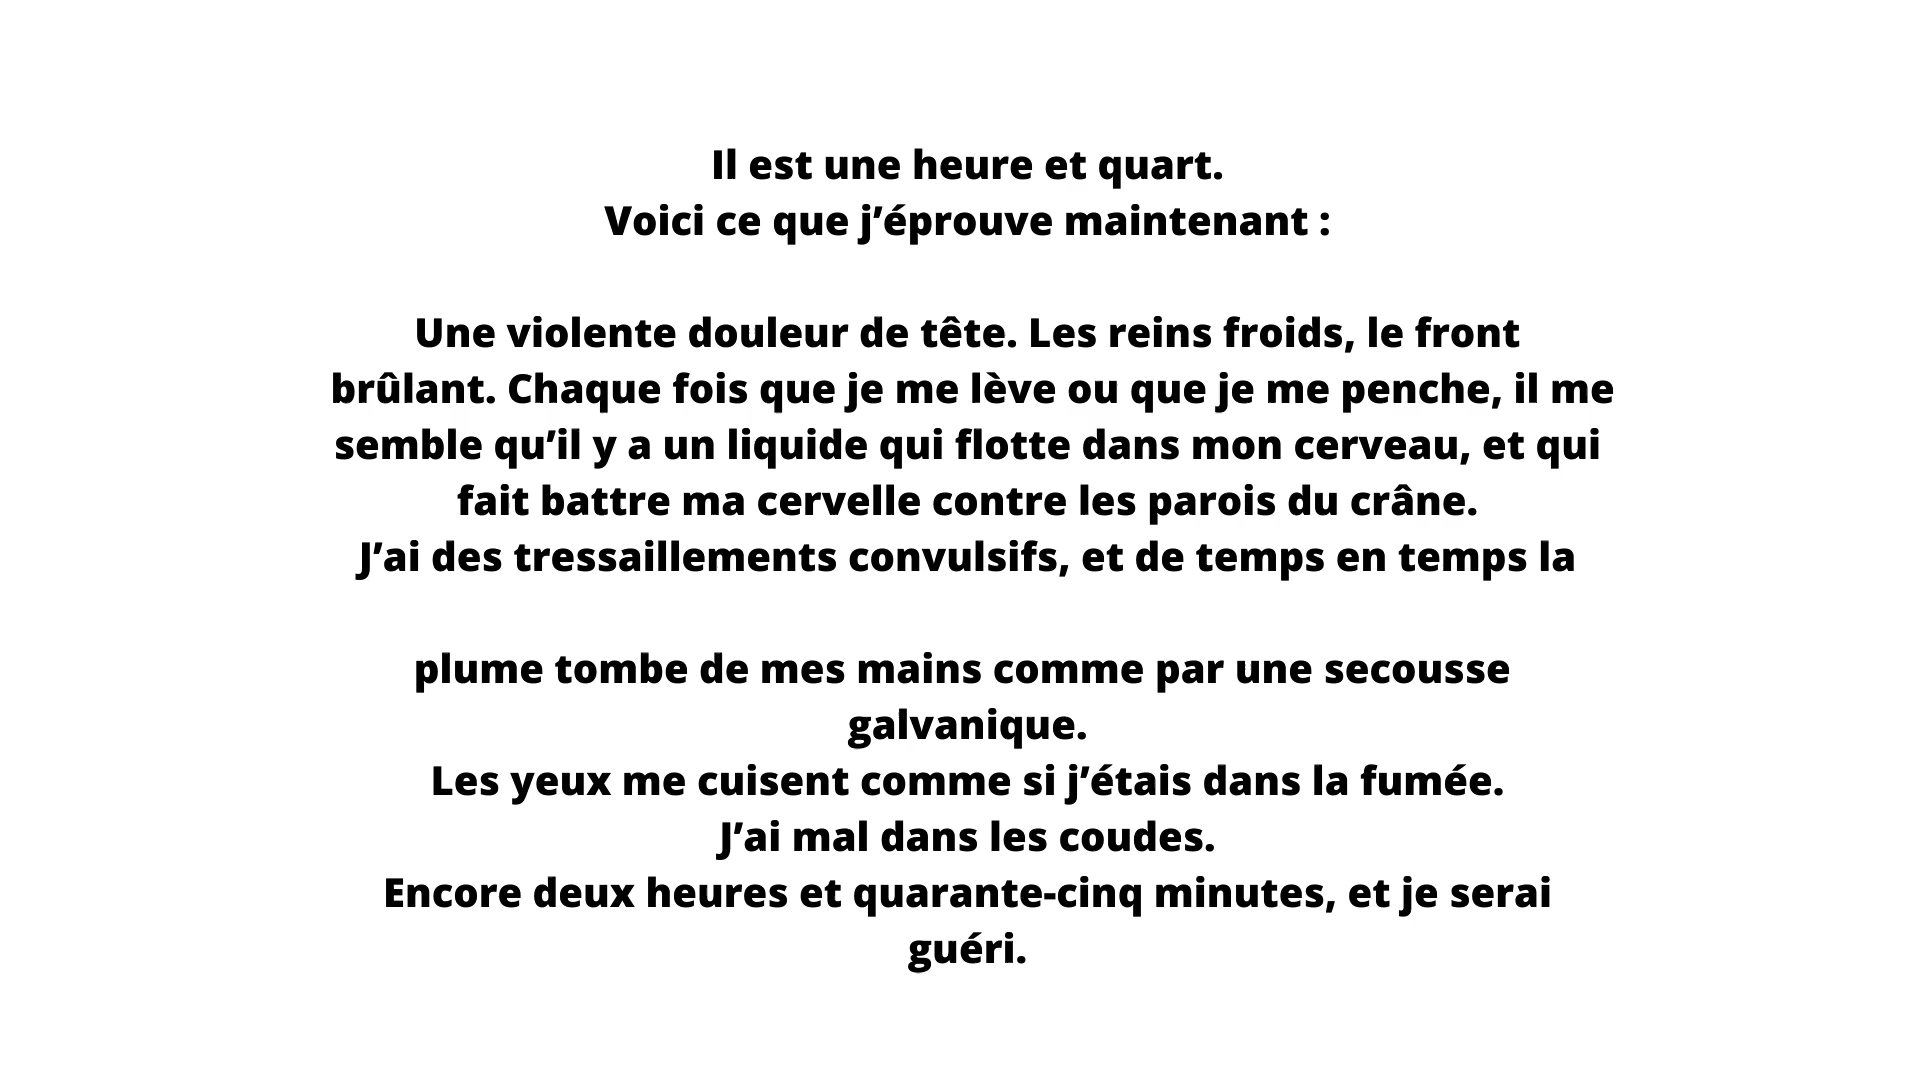 Il est une heure et quart.
Voici ce que j’éprouve maintenant :
Une violente douleur de tête. Les reins froids, le front
brûlant. Chaque fois que je me lève ou que je me penche, il me
semble qu’il y a un liquide qui flotte dans mon cerveau, et qui
fait battre ma cervelle contre les parois du crâne.
J’ai des tressaillements convulsifs, et de temps en temps la
plume tombe de mes mains comme par une secousse
galvanique.
Les yeux me cuisent comme si j’étais dans la fumée.
J’ai mal dans les coudes.
Encore deux heures et quarante-cinq minutes, et je serai
guéri.